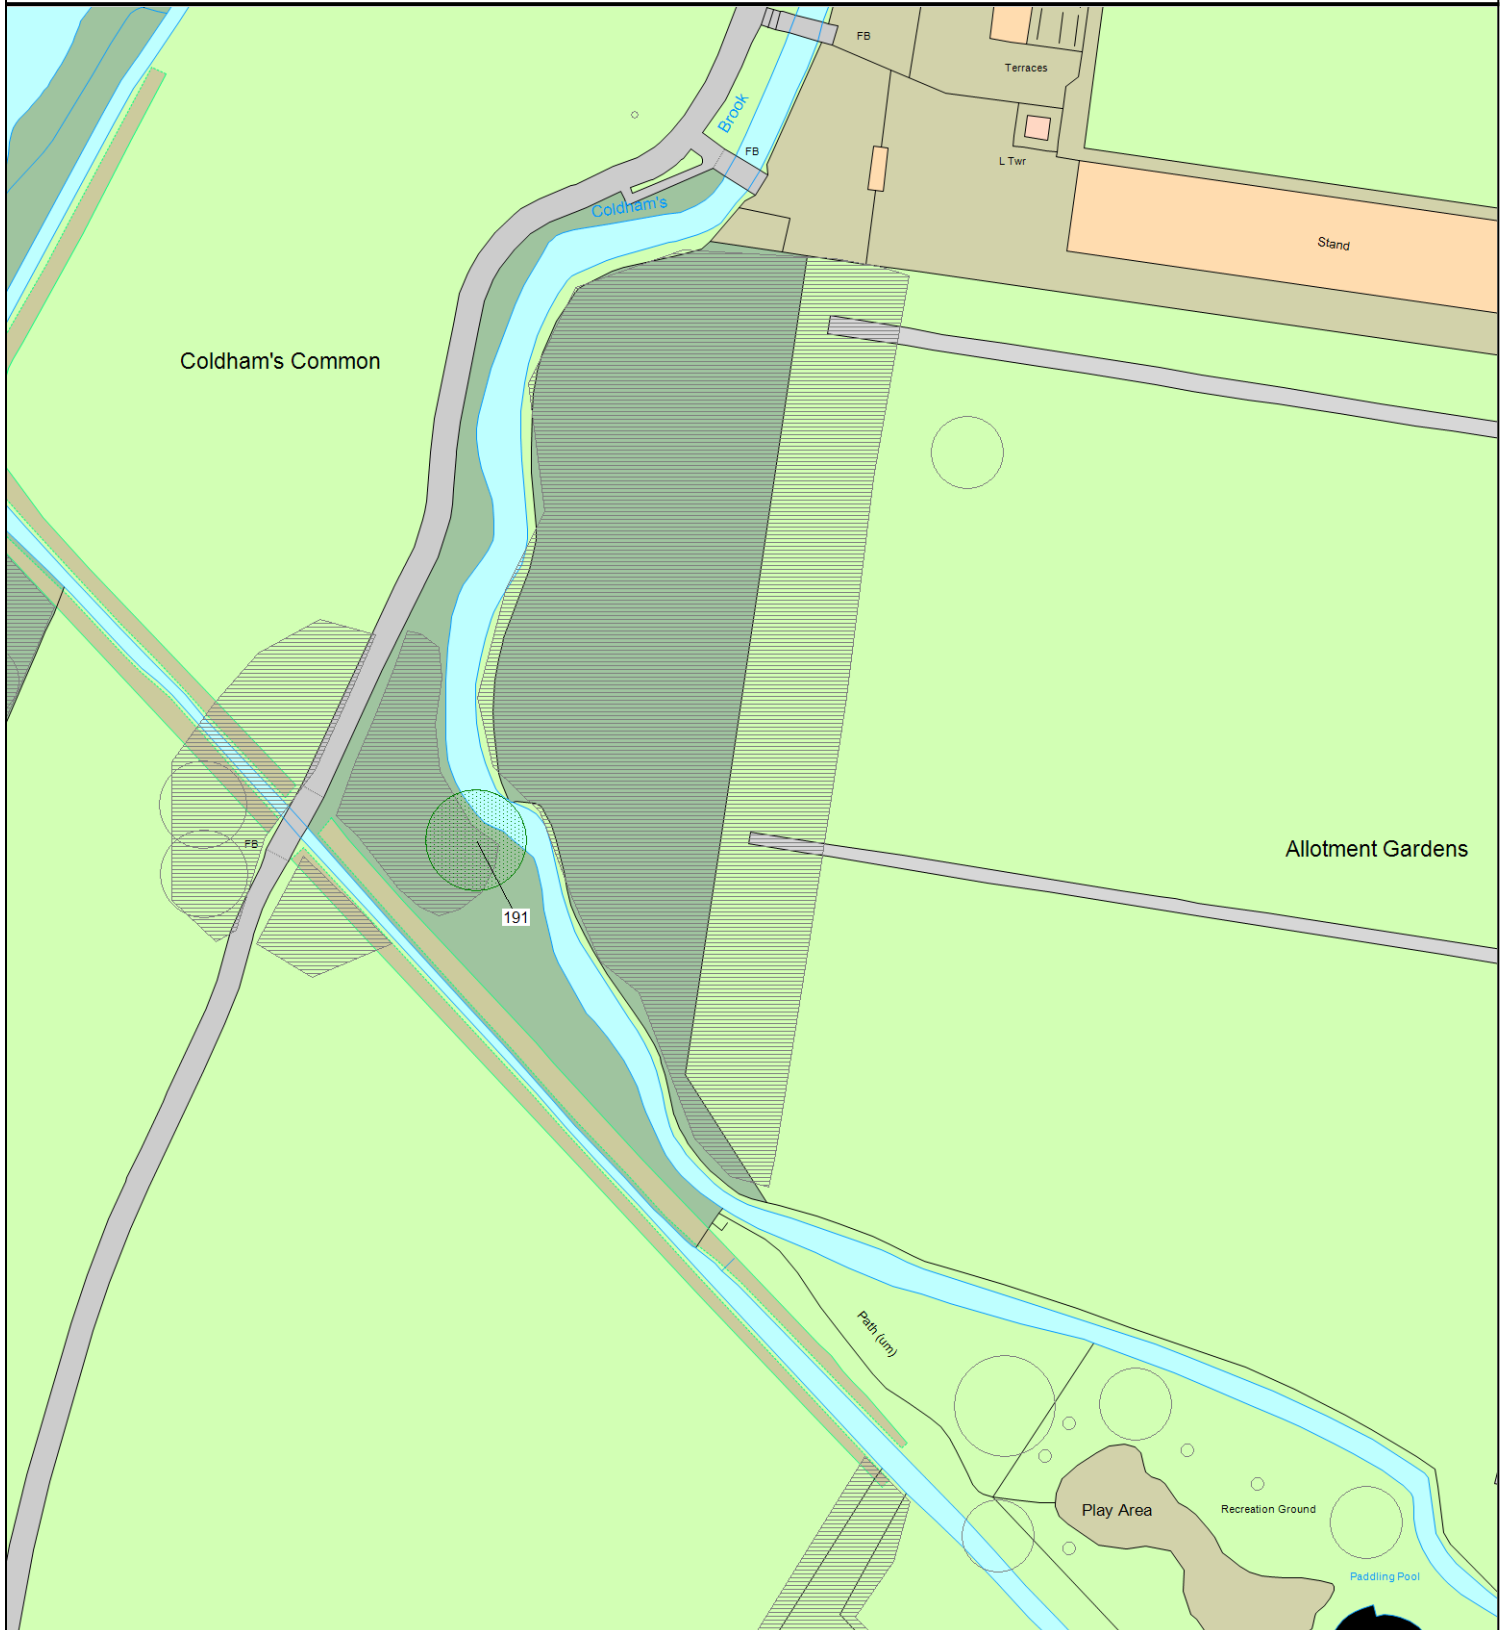 FB
Terraces
Brook
FB
L Twr
Coldham's
Stand
Coldham's Common
FB
Allotment Gardens
191
Path (um)
Play Area
Recreation Ground
Paddling Pool